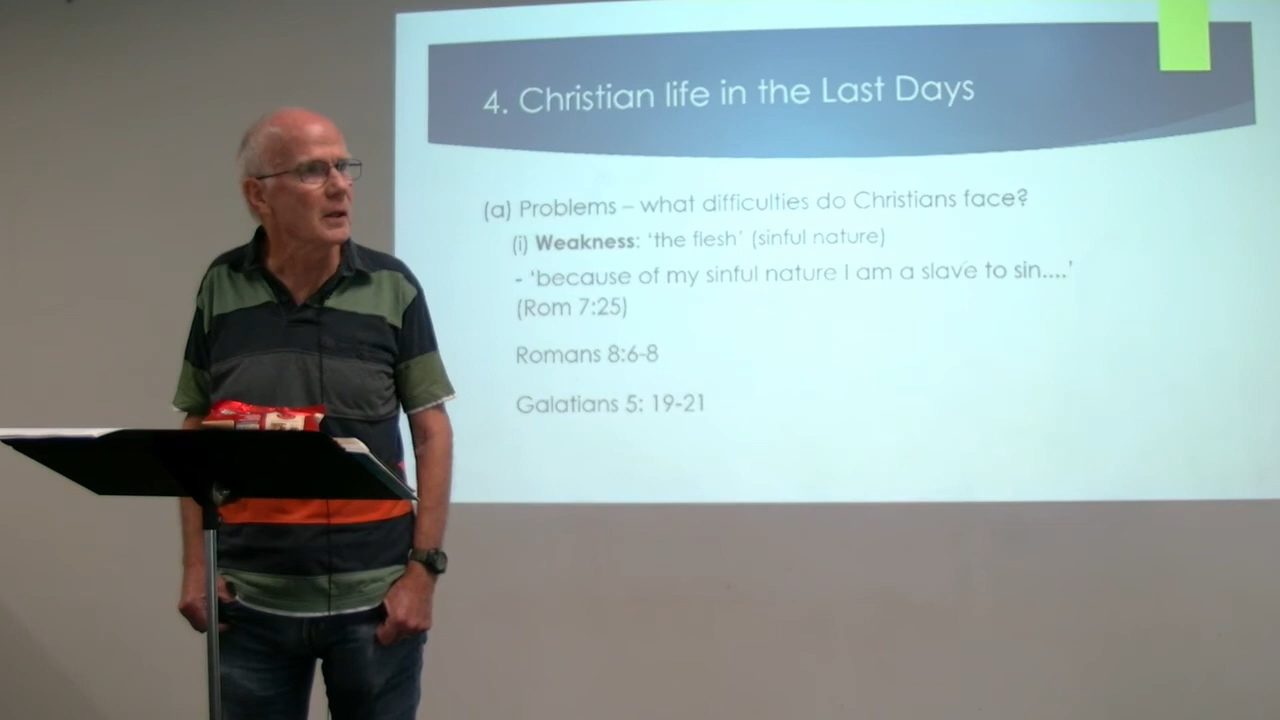 4. Christian life in the Last Days
(a) Problems – what difficulties do Christians face?
(i) Weakness: ‘the flesh’ (sinful nature)
- ‘because of my sinful nature I am a slave to sin....’
(Rom 7:25)
Romans 8:6-8
Galatians 5: 19-21